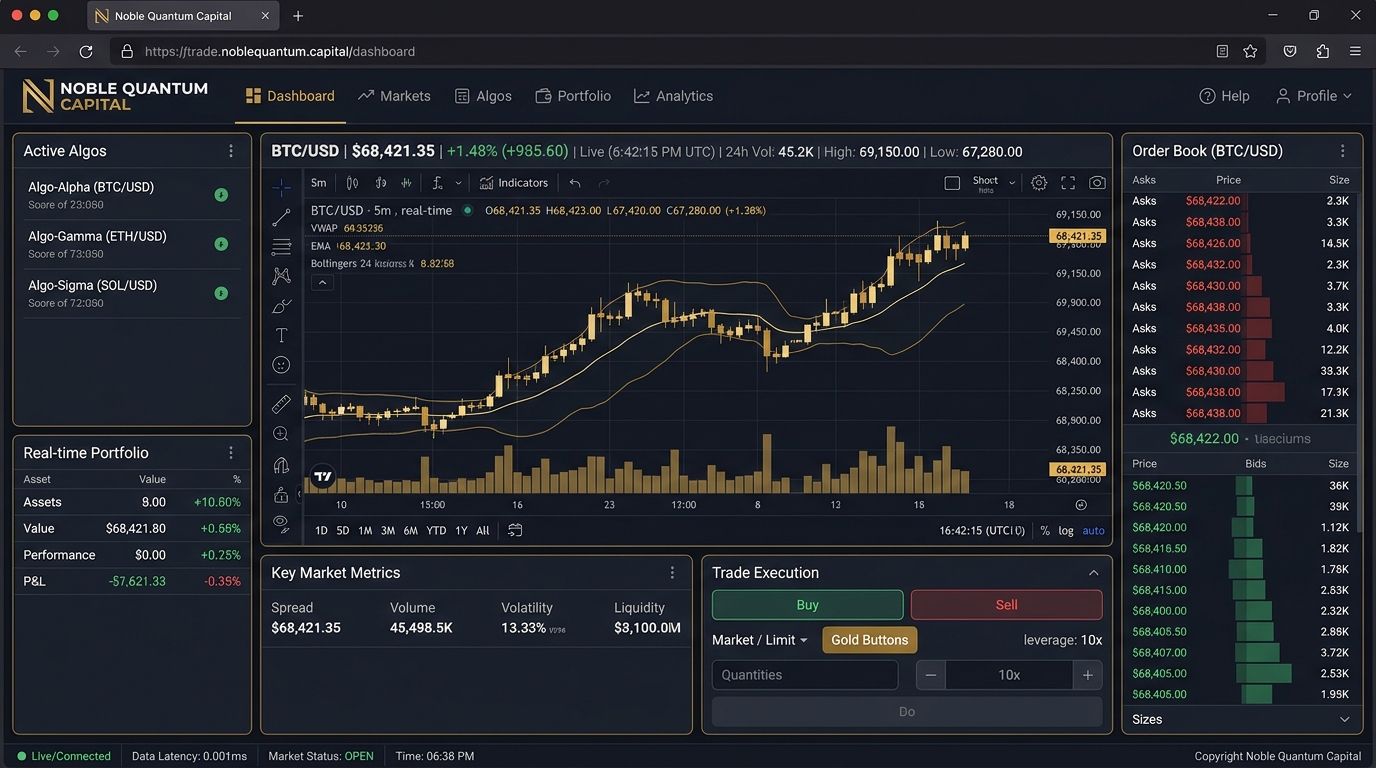 Noble Quantum Capital
https://trade.noblequantum.capital/dashboard
NOBLE QUANTUM
CAPITAL
Dashboard
Markets
Algos
Portfolio
Analytics
Help
Profile
Active Algos
Algo-Alpha (BTC/USD)
Algo-Gamma (ETH/USD)
Algo-Sigma (SOL/USD)
Real-time Portfolio
Asset Value %
Assets 9.00 +10.60%
Value $68,421.80
Performance $0.00 +0.25%
P&L -57,621.33
BTC/USD | $68,421.35 | +1.48% (+985.60) | Live (6:42:15 PM UTC) | 24h Vol: 45.2K | High: 69,150.00 | Low: 67,280.00
5m
Indicators
Short
BTC/USD · 5m , real-time O68,421.35 H68,423.00 L67,420.00 C67,280.00 (+1.38%)
VWAP
EMA
24
69,150.00
68,421.35
69,150.00
69,900.00
69,450.00
68,400.00
68,250.00
68,900.00
68,350.00
68,421.35
10 15:00 16 23 12:00 8 12 15 18
1D 5D 1M 3M 6M YTD 1Y All
16:42:15 % log auto
Key Market Metrics
Spread Volume Volatility Liquidity
$68,421.35 45,498.5K 13.33% $3,100.0M
Trade Execution
Buy Sell
Market / Limit Gold Buttons leverage: 10x
Quantities 10x
Do
Order Book (BTC/USD)
Asks Price Size
Asks $68,422.00 2.3K
Asks $68,438.00 3.3K
Asks $68,426.00 14.5K
Asks $68,432.00 2.3K
Asks $68,430.00 3.7K
Asks $68,438.00 3.3K
Asks $68,435.00 4.0K
Asks $68,432.00 12.2K
Asks $68,430.00 33.3K
Asks $68,438.00 17.3K
Asks $68,438.00 21.3K
$68,422.00
Price Bids Size
$68,420.50 36K
$68,420.50 39K
$68,420.00 1.12K
$68,416.50 1.82K
$68,410.00 1.78K
$68,415.00 2.83K
$68,400.00 2.32K
$68,405.50 2.86K
$68,407.00 3.72K
$68,405.00 2.53K
$68,405.00 1.95K
Sizes
Live/Connected
Data Latency: 0.001ms
Market Status: OPEN
Time: 06:38 PM
Copyright Noble Quantum Capital